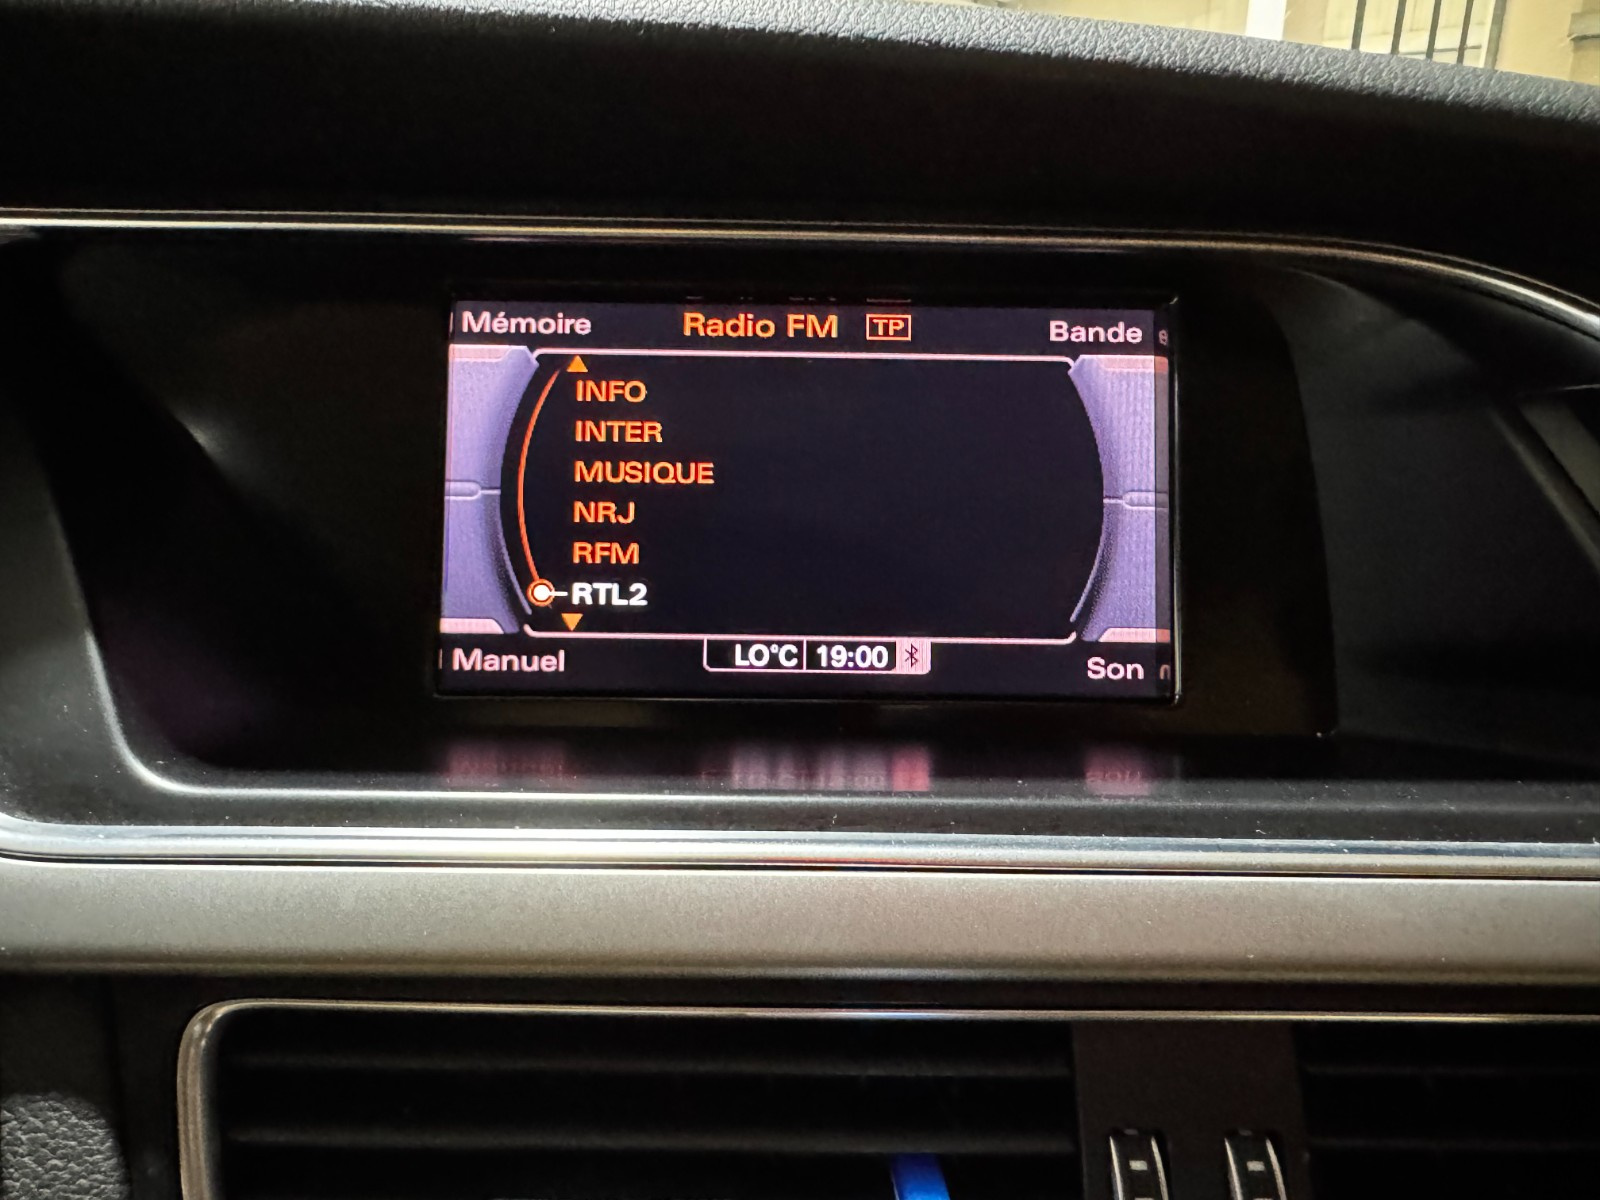 Mémoire Radio FM TP Bande
INFO
INTER
MUSIQUE
NRJ
RFM
RTL2
Manuel LO°C 19:00 Son